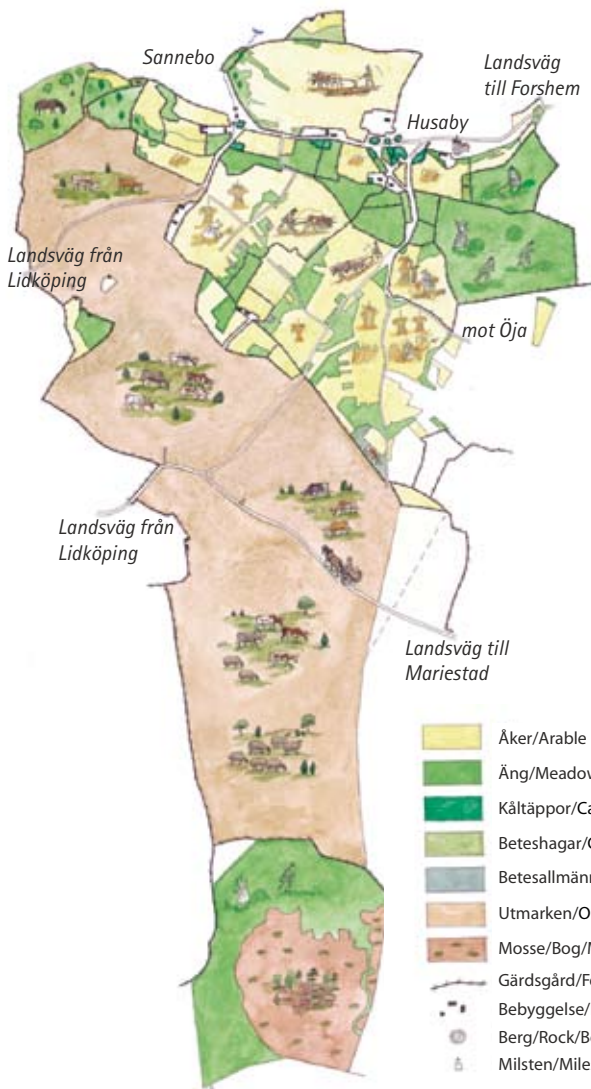 Sannebo
Landsväg
till Forshem
Husaby
Landsväg från
Lidköping
mot Öja
Landsväg från
Lidköping
Landsväg till
Mariestad
Åker/Arable
Äng/Meadow
Kåltäppor/Ca
Beteshagar/
Betesallmänn
Utmarken/O
Mosse/Bog/M
Gärdsgård/Fe
Bebyggelse/
Berg/Rock/Be
Milsten/Mile